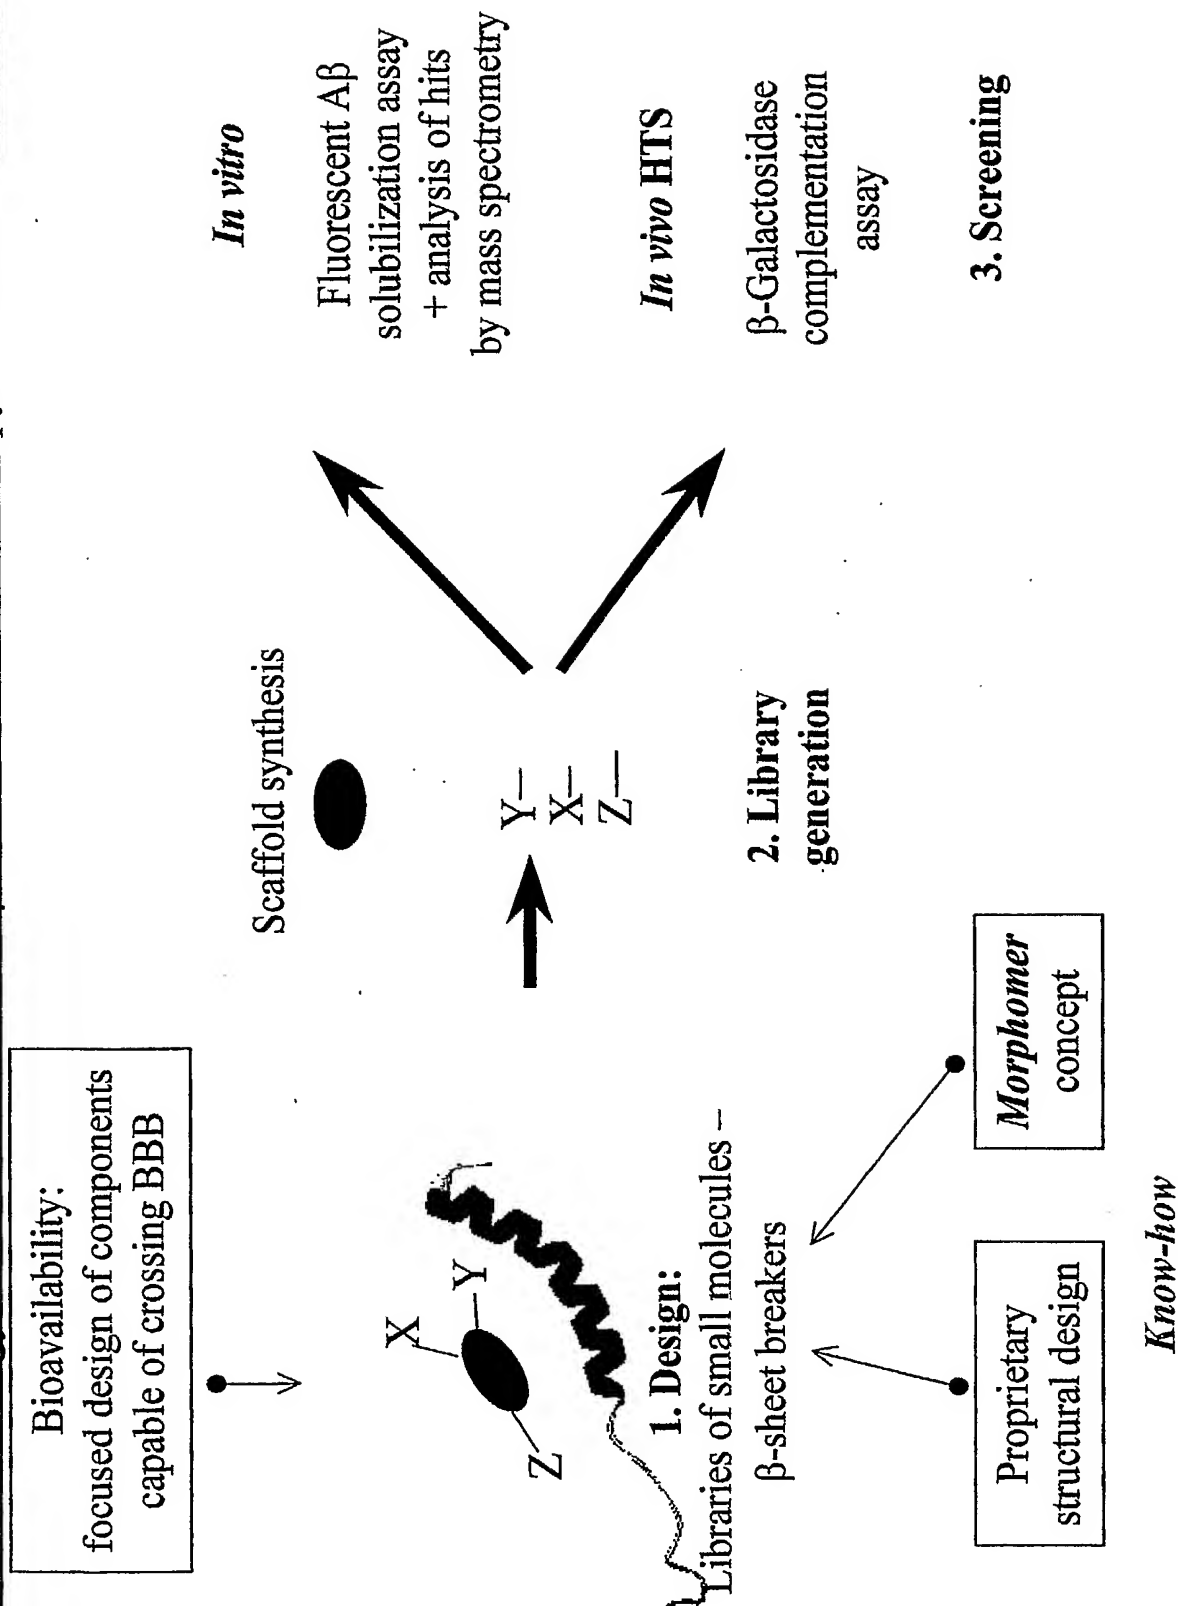 Bioavailability:
focused design of components
capable of crossing BBB
X
Y
Z
1. Design:
Libraries of small molecules –
β-sheet breakers
Proprietary
structural design
Morphomer
concept
Know-how
Scaffold synthesis
Y—
X—
Z—
2. Library
generation
In vitro
Fluorescent Aβ
solubilization assay
+ analysis of hits
by mass spectrometry
In vivo HTS
β-Galactosidase
complementation
assay
3. Screening